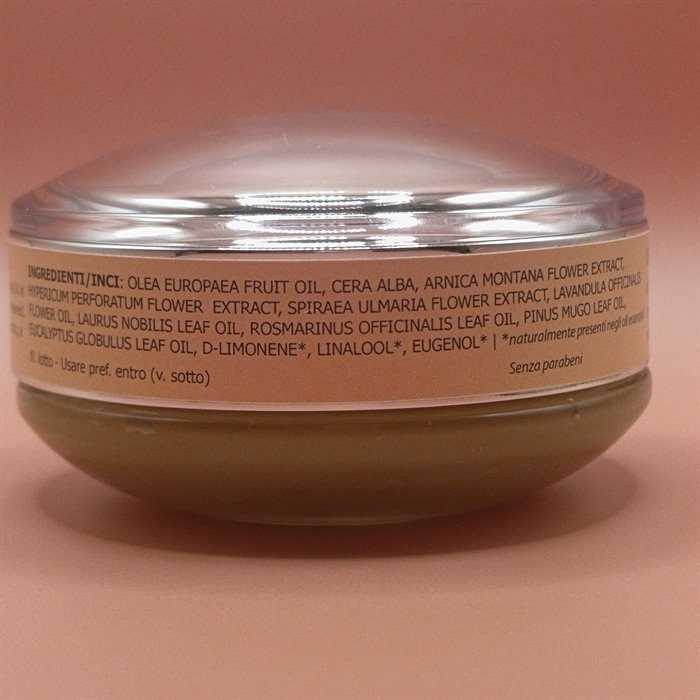 INGREDIENTI/INCI: OLEA EUROPAEA FRUIT OIL, CERA ALBA, ARNICA MONTANA FLOWER EXTRACT,
HYPERICUM PERFORATUM FLOWER EXTRACT, SPIRAEA ULMARIA FLOWER EXTRACT, LAVANDULA OFFICINALIS
FLOWER OIL, LAURUS NOBILIS LEAF OIL, ROSMARINUS OFFICINALIS LEAF OIL, PINUS MUGO LEAF OIL,
EUCALYPTUS GLOBULUS LEAF OIL, D-LIMONENE*, LINALOOL*, EUGENOL* | *naturalmente presenti negli oli essenziali
N. lotto - Usare pref. entro (v. sotto)
Senza parabeni